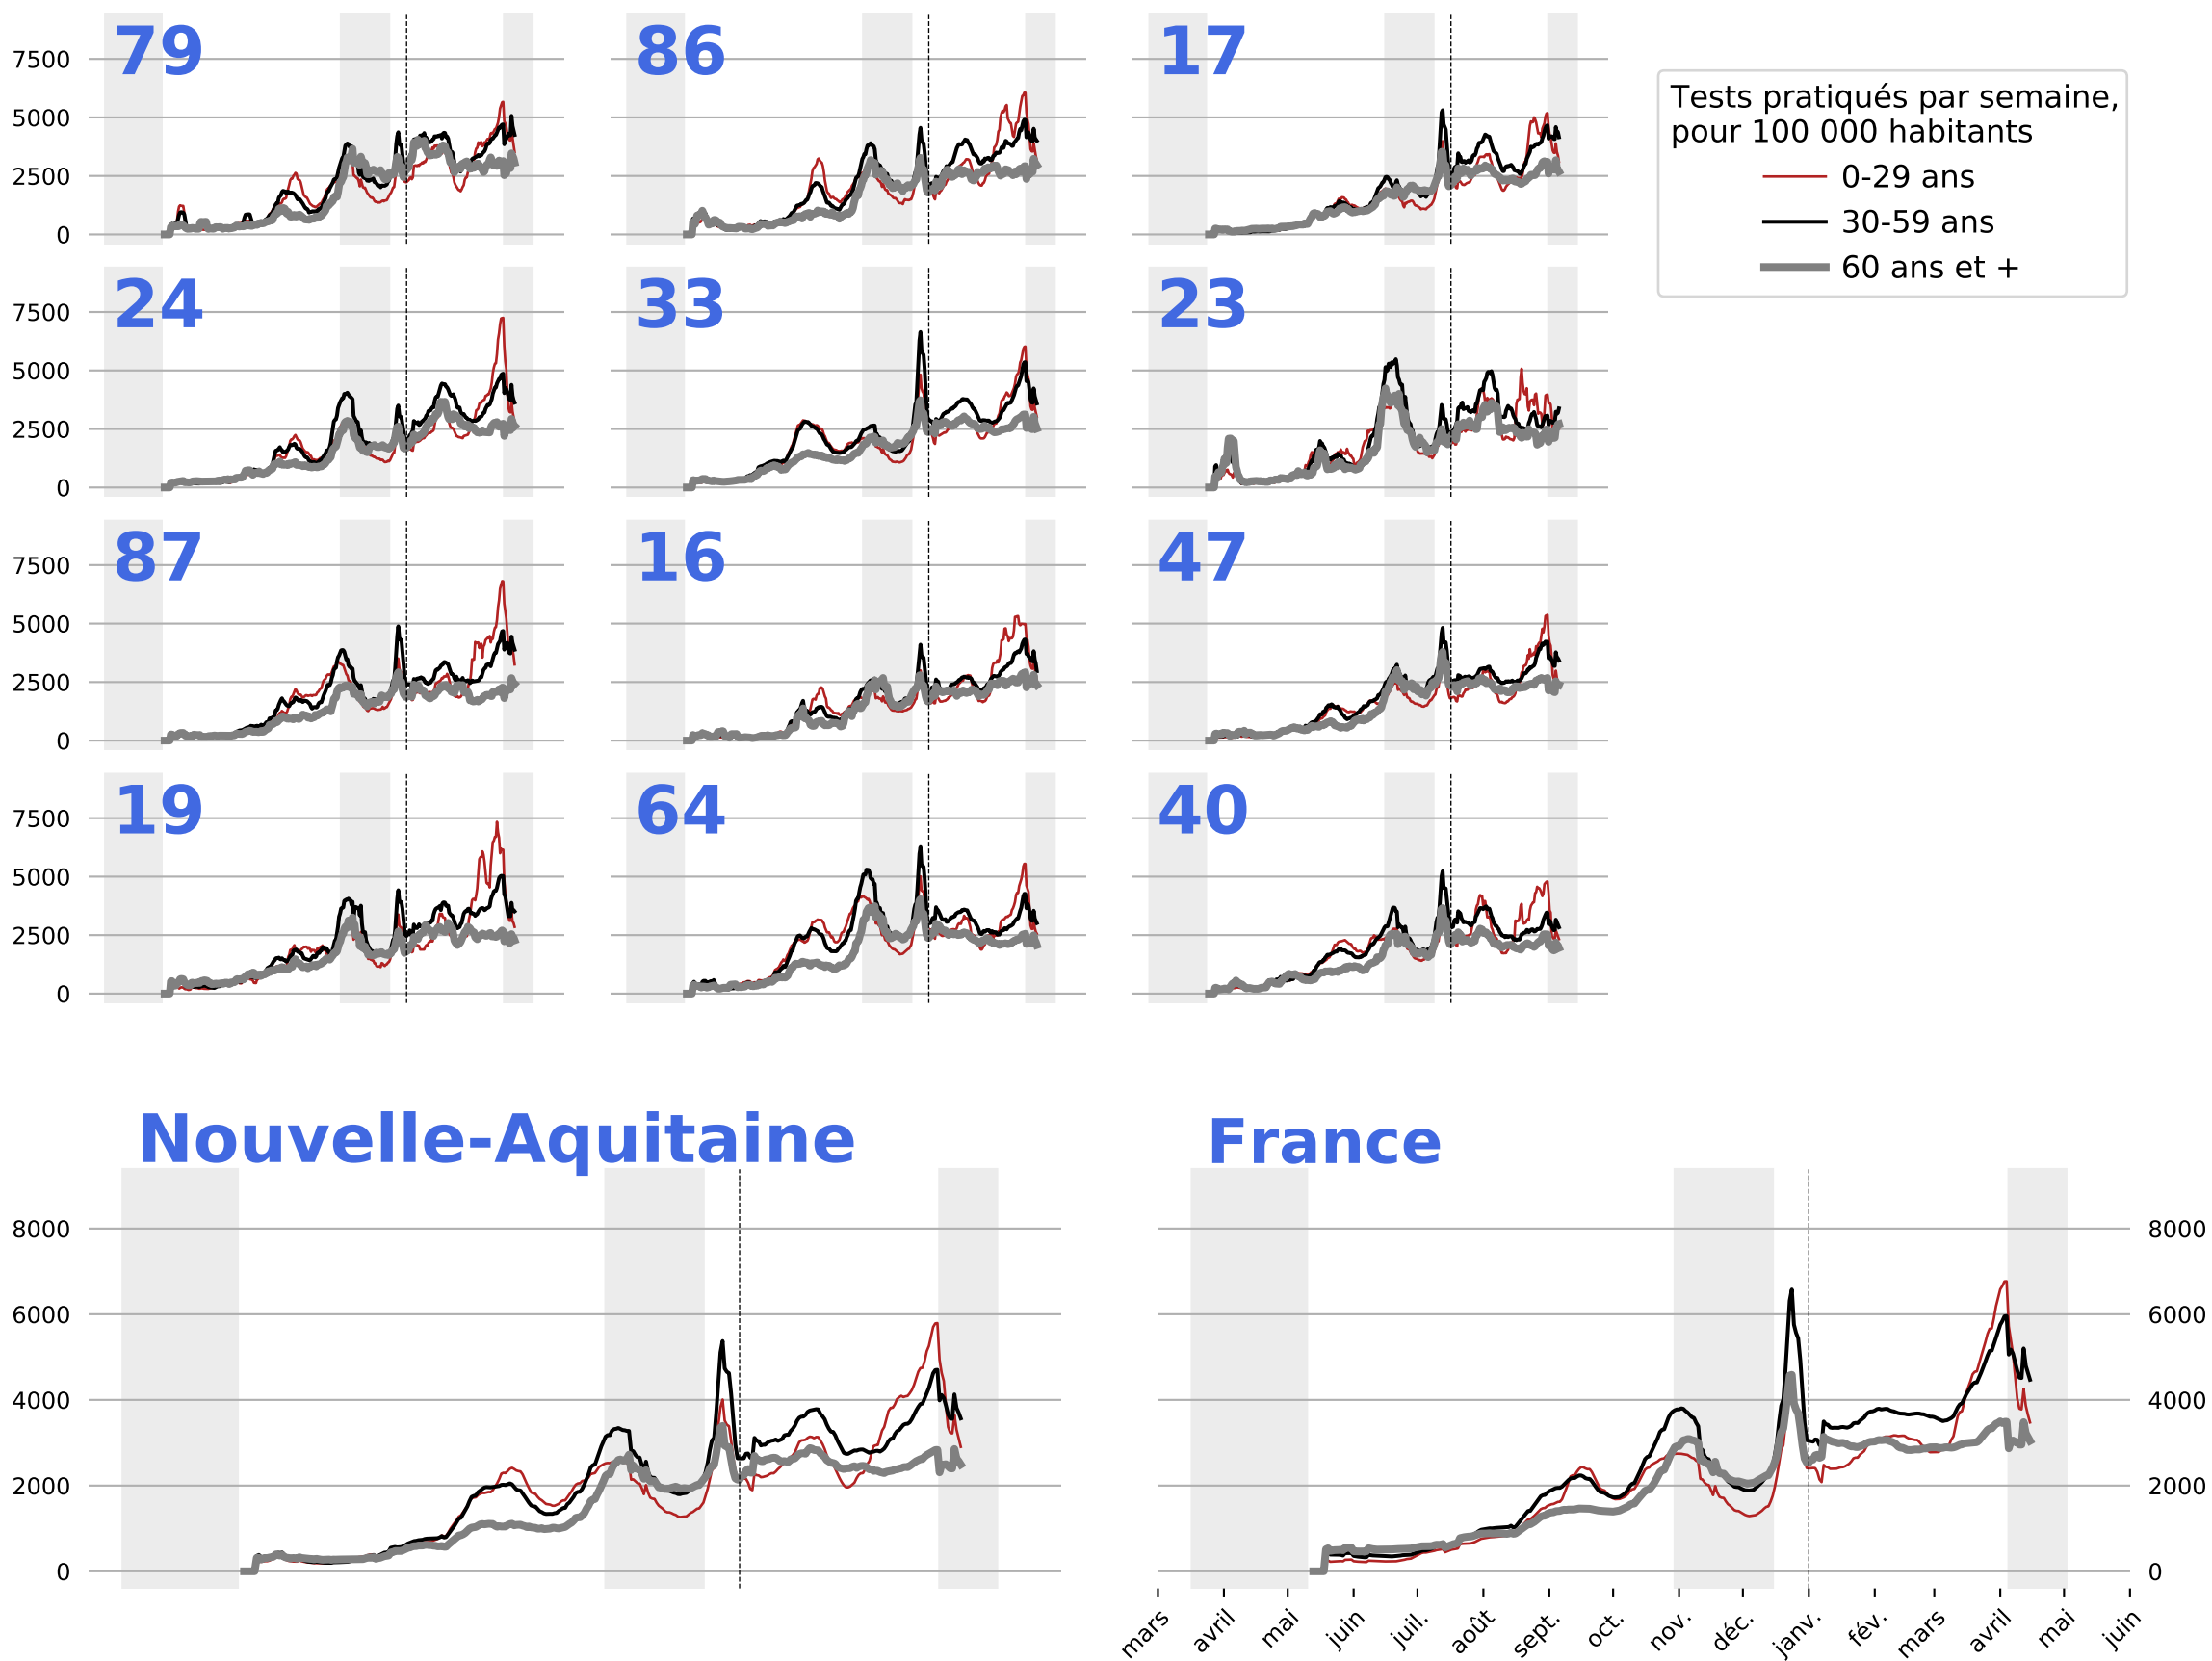 79
86
17
7500
5000
2500
0
Tests pratiqués par semaine,
pour 100 000 habitants
0-29 ans
30-59 ans
60 ans et +
24
33
23
7500
5000
2500
0
87
16
47
7500
5000
2500
0
19
64
40
7500
5000
2500
0
Nouvelle-Aquitaine
8000
6000
4000
2000
0
France
8000
6000
4000
2000
0
mars
avril
mai
juin
juil.
août
sept.
oct.
nov.
déc.
janv.
fév.
mars
avril
mai
juin